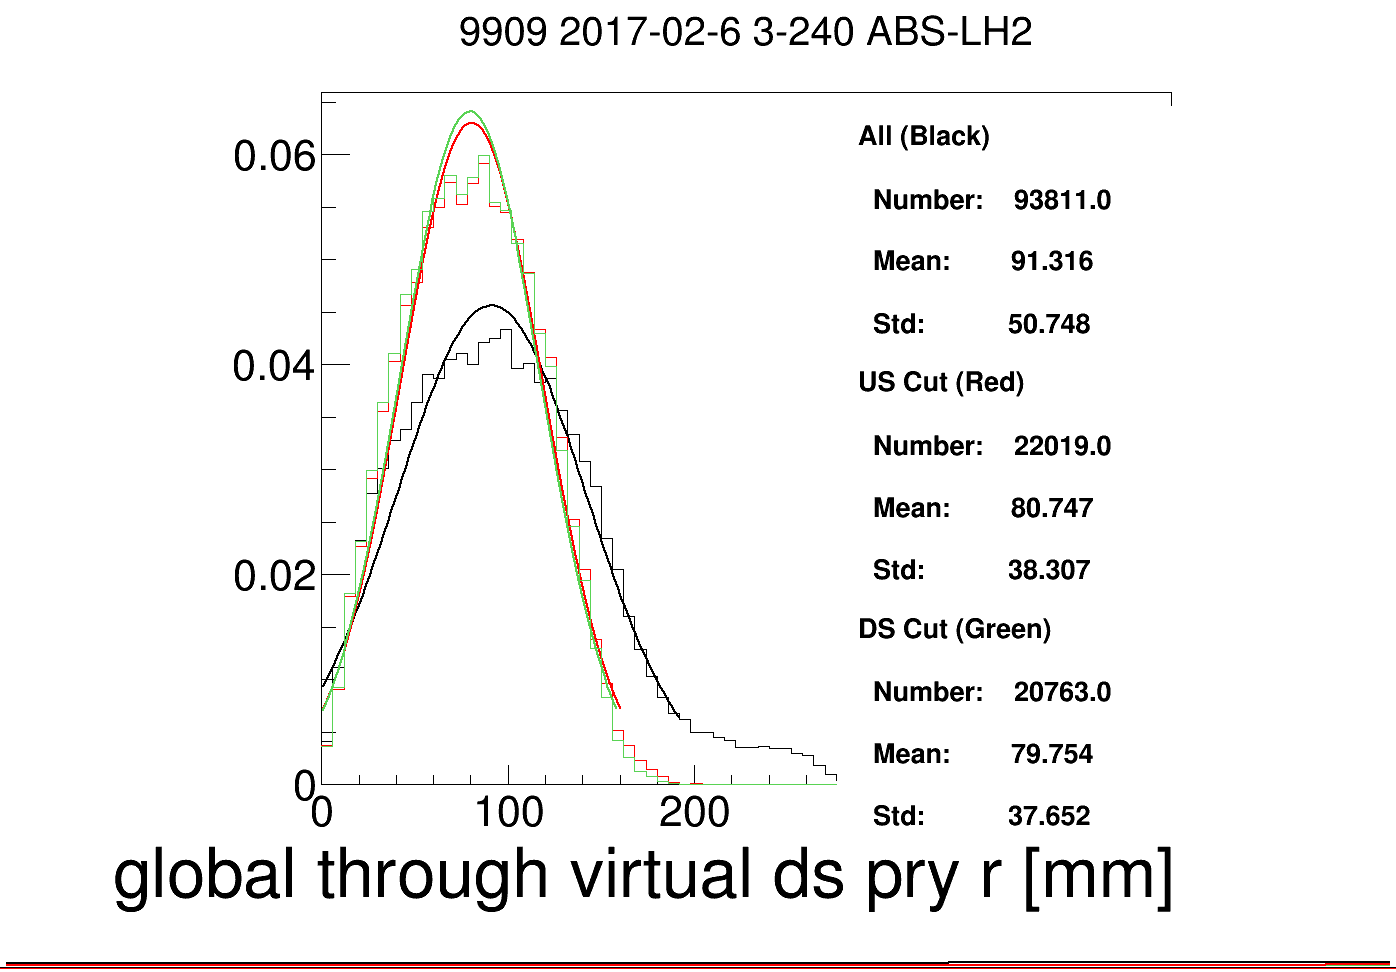 9909 2017-02-6 3-240 ABS-LH2
All (Black)
Number: 93811.0
Mean: 91.316
Std: 50.748
US Cut (Red)
Number: 22019.0
Mean: 80.747
Std: 38.307
DS Cut (Green)
Number: 20763.0
Mean: 79.754
Std: 37.652
0.06
0.04
0.02
0
0 100 200
global through virtual ds pry r [mm]